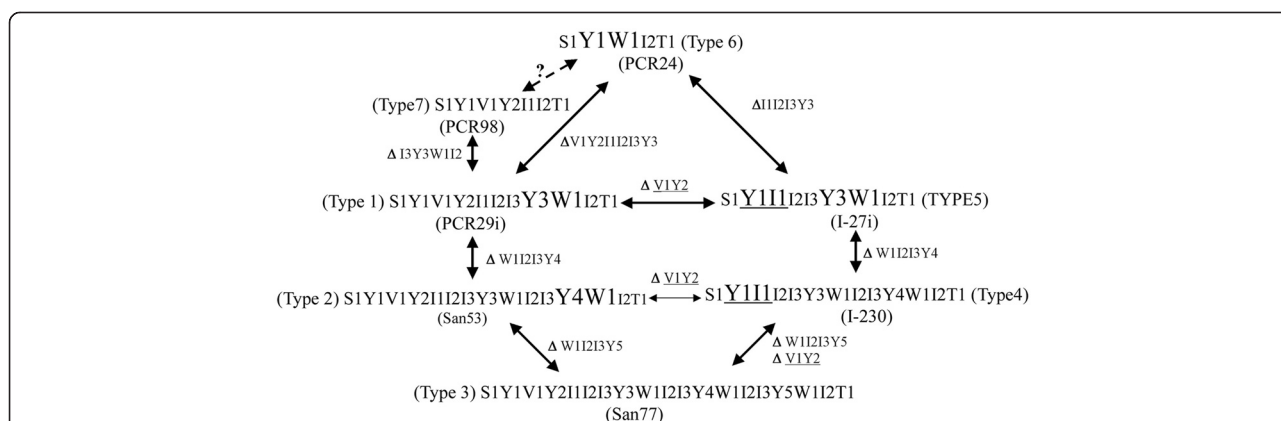 S1Y1W1I2T1 (Type 6)
(PCR24)
?
(Type7) S1Y1V1Y2I1I2T1
(PCR98)
ΔI1I2I3Y3
ΔV1Y2I1I2I3Y3
Δ I3Y3W1I2
(Type 1) S1Y1V1Y2I1I2I3Y3W1I2T1
(PCR29i)
Δ V1Y2
S1Y1I1I2I3Y3W1I2T1 (TYPE5)
(I-27i)
Δ W1I2I3Y4
Δ W1I2I3Y4
(Type 2) S1Y1V1Y2I1I2I3Y3W1I2I3Y4W1I2T1
(San53)
Δ V1Y2
S1Y1I1I2I3Y3W1I2I3Y4W1I2T1 (Type4)
(I-230)
Δ W1I2I3Y5
Δ W1I2I3Y5
Δ V1Y2
(Type 3) S1Y1V1Y2I1I2I3Y3W1I2I3Y4W1I2I3Y5W1I2T1
(San77)